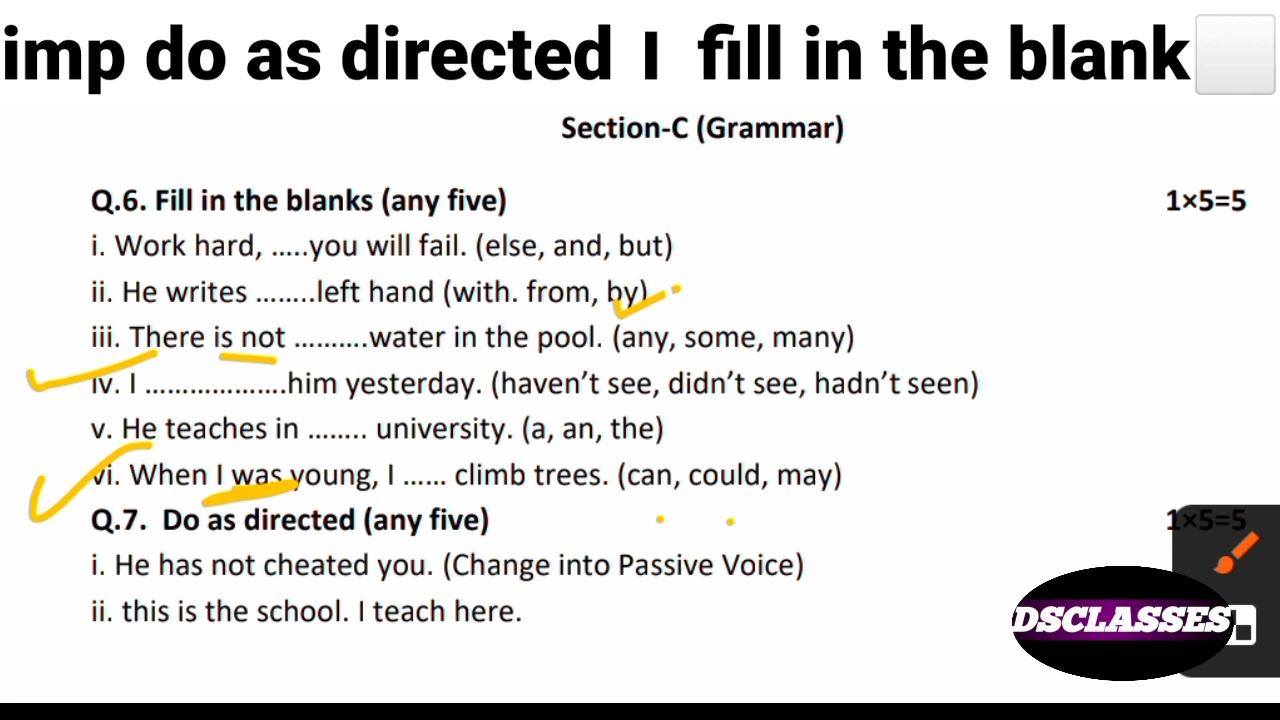 imp do as directed I fill in the blank
Section-C (Grammar)
Q.6. Fill in the blanks (any five) 1×5=5
i. Work hard, .....you will fail. (else, and, but)
ii. He writes ........left hand (with. from, by)
iii. There is not ..........water in the pool. (any, some, many)
iv. I ...................him yesterday. (haven't see, didn't see, hadn't seen)
v. He teaches in ........ university. (a, an, the)
vi. When I was young, I ...... climb trees. (can, could, may)
Q.7. Do as directed (any five) 1×5=5
i. He has not cheated you. (Change into Passive Voice)
ii. this is the school. I teach here.
DSCLASSES